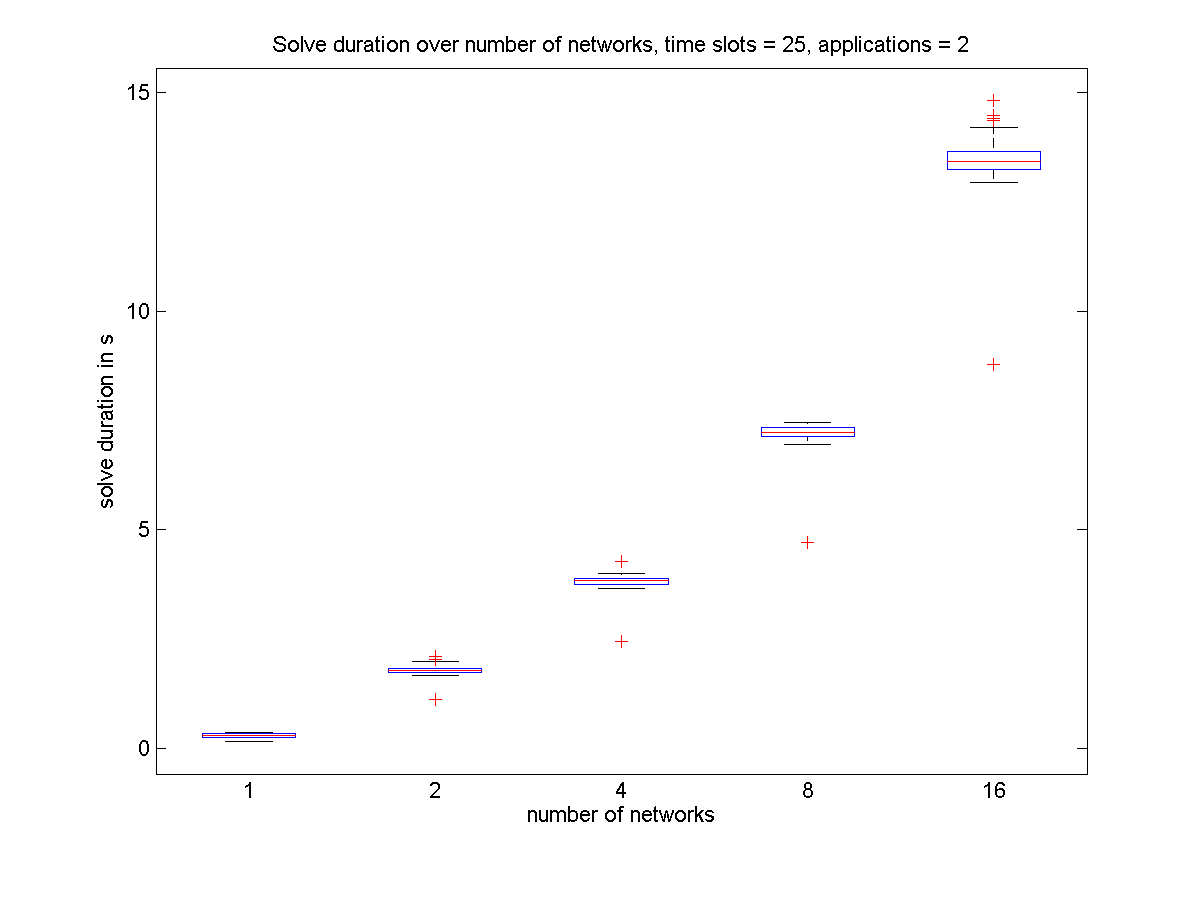 Solve duration over number of networks, time slots = 25, applications = 2
15
10
5
0
solve duration in s
1 2 4 8 16
number of networks